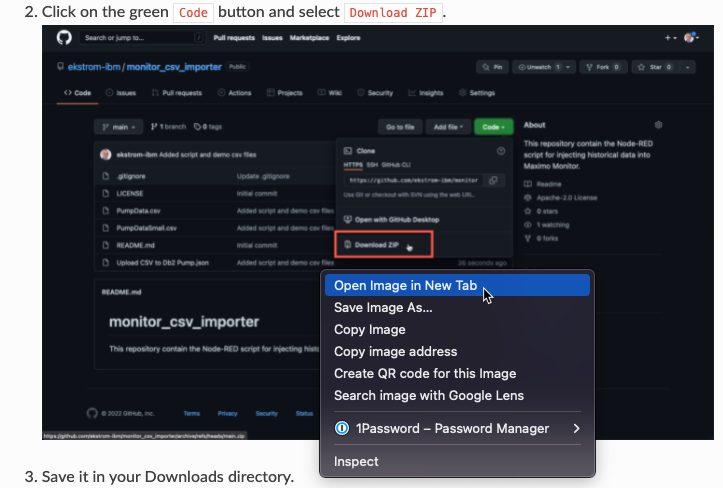 2. Click on the green Code button and select Download ZIP.
Search or jump to... / Pull requests Issues Marketplace Explore
ekstrom-ibm / monitor_csv_importer Public
Pin Unwatch 1 Fork 0 Star 0
<> Code Issues Pull requests Actions Projects Wiki Security Insights Settings
main 1 branch 0 tags Go to file Add file Code
ekstrom-ibm Added script and demo csv files
.gitignore Update .gitignore
LICENSE Initial commit
PumpData.csv Added script and demo csv files
PumpDataSmall.csv Added script and demo csv files
README.md Initial commit
Upload CSV to Db2 Pump.json Added script and demo csv files 36 seconds ago
Clone
HTTPS SSH GitHub CLI
https://github.com/ekstrom-ibm/monitor
Use Git or checkout with SVN using the web URL.
Open with GitHub Desktop
Download ZIP
About
This repository contain the Node-RED
script for injecting historical data into
Maximo Monitor.
Readme
Apache-2.0 License
0 stars
1 watching
0 forks
README.md
monitor_csv_importer
This repository contain the Node-RED script for injecting
© 2022 GitHub, Inc. Terms Privacy Security Status
https://github.com/ekstrom-ibm/monitor_csv_importer/archive/refs/heads/main.zip
Open Image in New Tab
Save Image As...
Copy Image
Copy image address
Create QR code for this Image
Search image with Google Lens
1Password – Password Manager
Inspect
3. Save it in your Downloads directory.